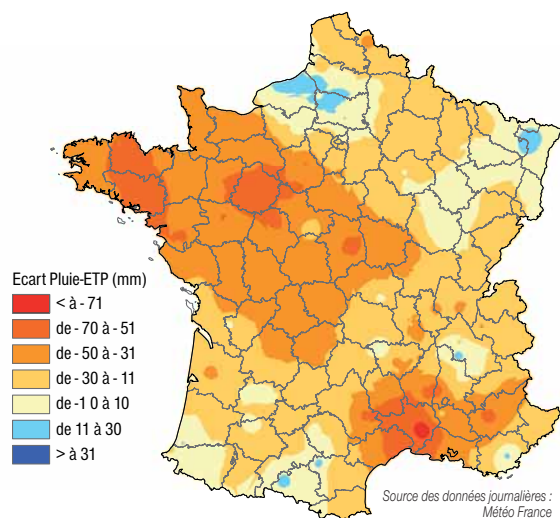 Ecart Pluie-ETP (mm)
< à - 71
de - 70 à - 51
de - 50 à - 31
de - 30 à - 11
de -1 0 à 10
de 11 à 30
> à 31
Source des données journalières :
Météo France